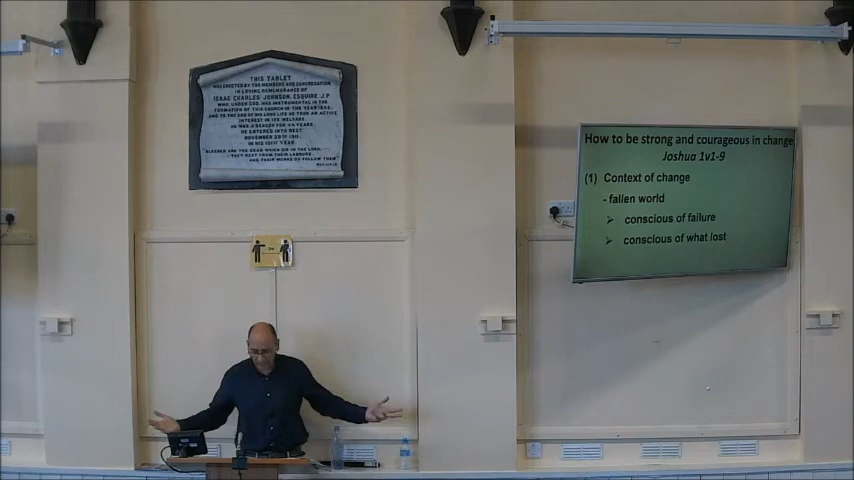 THIS TABLET
WAS ERECTED BY THE MEMBERS AND CONGREGATION
IN LOVING REMEMBRANCE OF
ISAAC CHARLES JOHNSON, ESQUIRE J.P.
WHO, UNDER GOD, WAS INSTRUMENTAL IN THE
FORMATION OF THIS CHURCH IN THE YEAR
AND TO THE END OF HIS LONG LIFE HE TOOK AN ACTIVE
INTEREST IN ITS WELFARE
HE WAS A DEACON FOR YEARS
HE ENTERED INTO REST
NOVEMBER 29TH 1911.
IN HIS 101ST YEAR.
"BLESSED ARE THE DEAD WHICH DIE IN THE LORD,
THEY REST FROM THEIR LABOURS,
AND THEIR WORKS DO FOLLOW THEM"
How to be strong and courageous in change
Joshua 1v1-9
(1) Context of change
- fallen world
➢ conscious of failure
➢ conscious of what lost